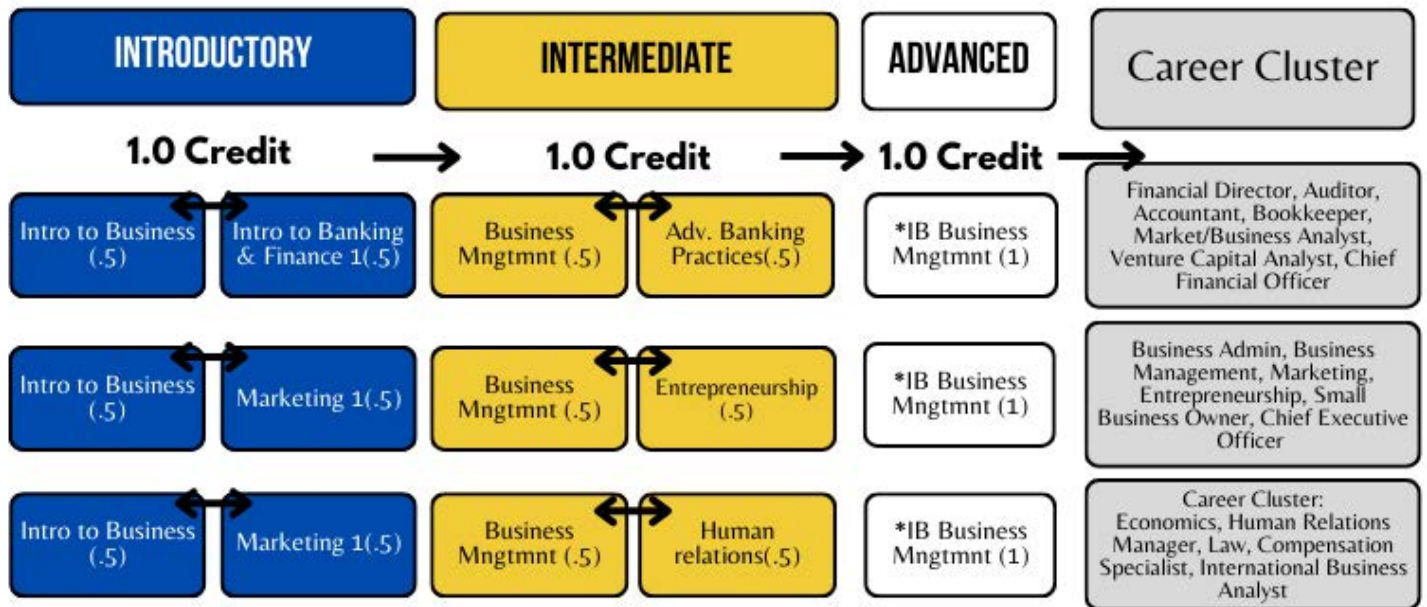 INTRODUCTORY
INTERMEDIATE
ADVANCED
Career Cluster
1.0 Credit
1.0 Credit
1.0 Credit
Intro to Business
(.5)
Intro to Banking
& Finance 1(.5)
Business
Mngtmnt (.5)
Adv. Banking
Practices(.5)
*IB Business
Mngtmnt (1)
Financial Director, Auditor,
Accountant, Bookkeeper,
Market/Business Analyst,
Venture Capital Analyst, Chief
Financial Officer
Intro to Business
(.5)
Marketing 1(.5)
Business
Mngtmnt (.5)
Entrepreneurship
(.5)
*IB Business
Mngtmnt (1)
Business Admin, Business
Management, Marketing,
Entrepreneurship, Small
Business Owner, Chief Executive
Officer
Intro to Business
(.5)
Marketing 1(.5)
Business
Mngtmnt (.5)
Human
relations(.5)
*IB Business
Mngtmnt (1)
Career Cluster:
Economics, Human Relations
Manager, Law, Compensation
Specialist, International Business
Analyst